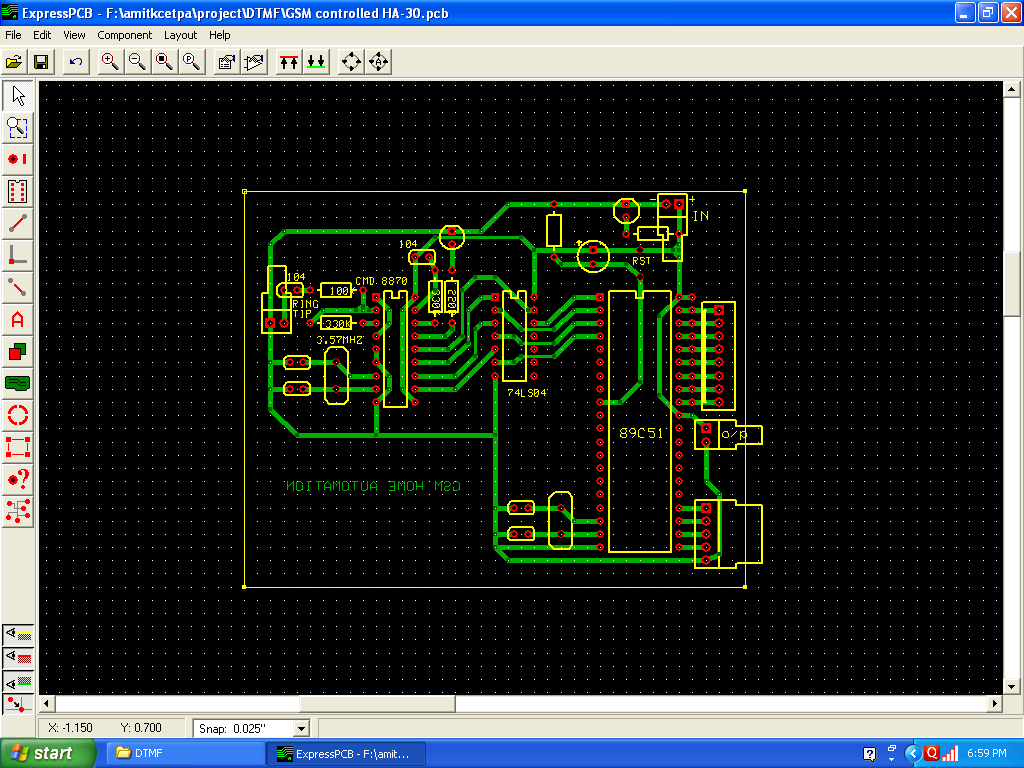 ExpressPCB - F:\amitkcetpa\project\DTMF\GSM controlled HA-30.pcb
File Edit View Component Layout Help
- + IN
104
RST
CMD 8870
104
100
RING
TIP
330K
3.57MHZ
330
220
74LS04
89C51
o/p
GSM HOME AUTOMATION
X: -1.150 Y: 0.700 Snap: 0.025"
start DTMF ExpressPCB - F:\amit... 6:59 PM